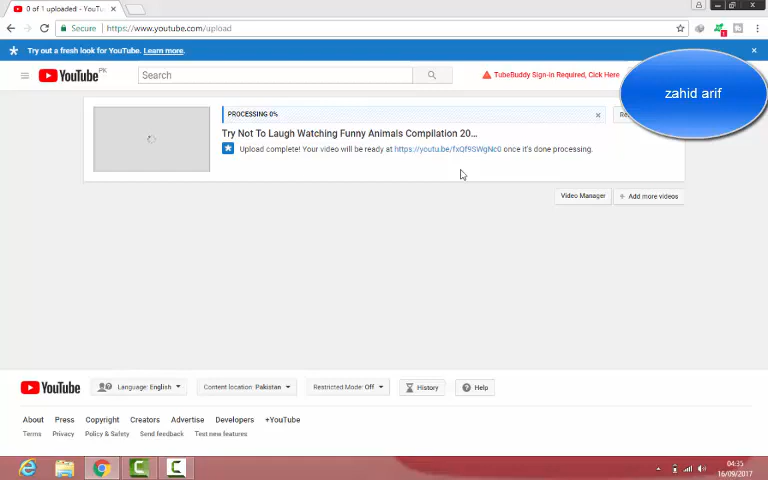 0 of 1 uploaded - YouTu
Secure https://www.youtube.com/upload
Try out a fresh look for YouTube. Learn more.
YouTube PK
Search
TubeBuddy Sign-in Required, Click Here
zahid arif
PROCESSING 0%
Try Not To Laugh Watching Funny Animals Compilation 20...
Upload complete! Your video will be ready at https://youtu.be/fxQf9SWgNc0 once it's done processing.
Video Manager
+ Add more videos
YouTube
Language: English
Content location: Pakistan
Restricted Mode: Off
History
Help
About Press Copyright Creators Advertise Developers +YouTube
Terms Privacy Policy & Safety Send feedback Test new features
04:35
16/09/2017